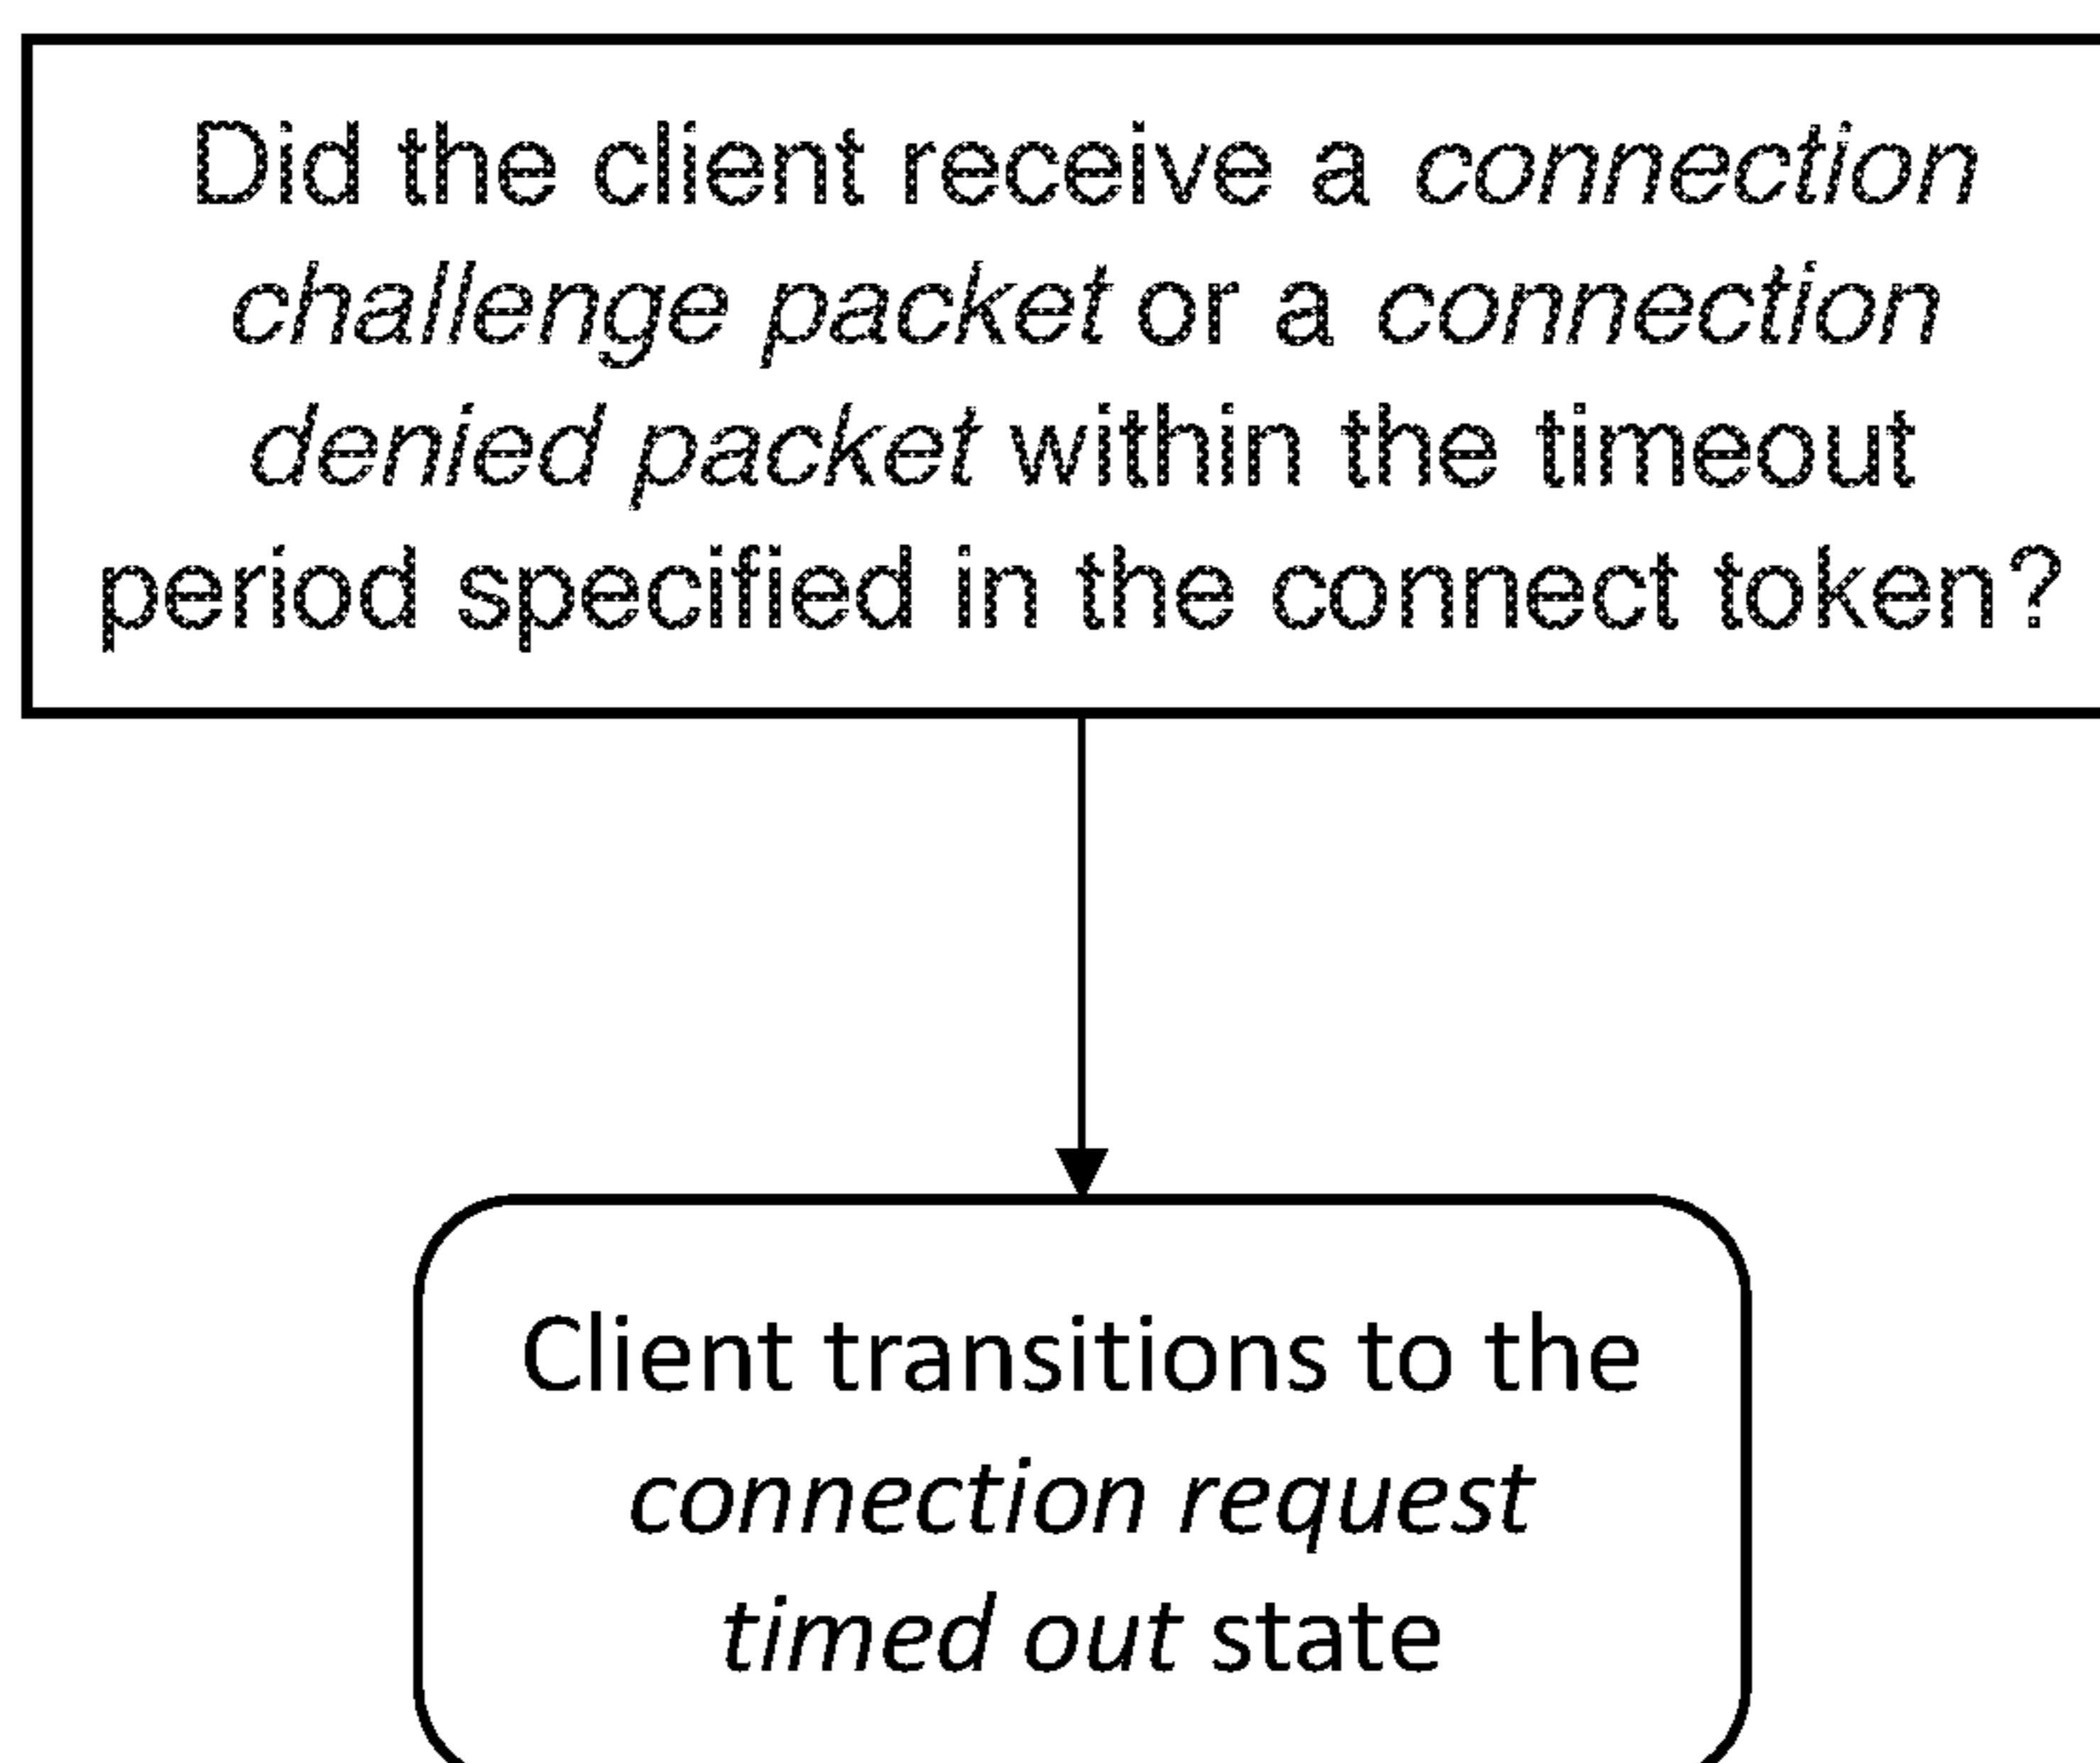 Did the client receive a connection
challenge packet or a connection
denied packet within the timeout
period specified in the connect token?
Client transitions to the
connection request
timed out state